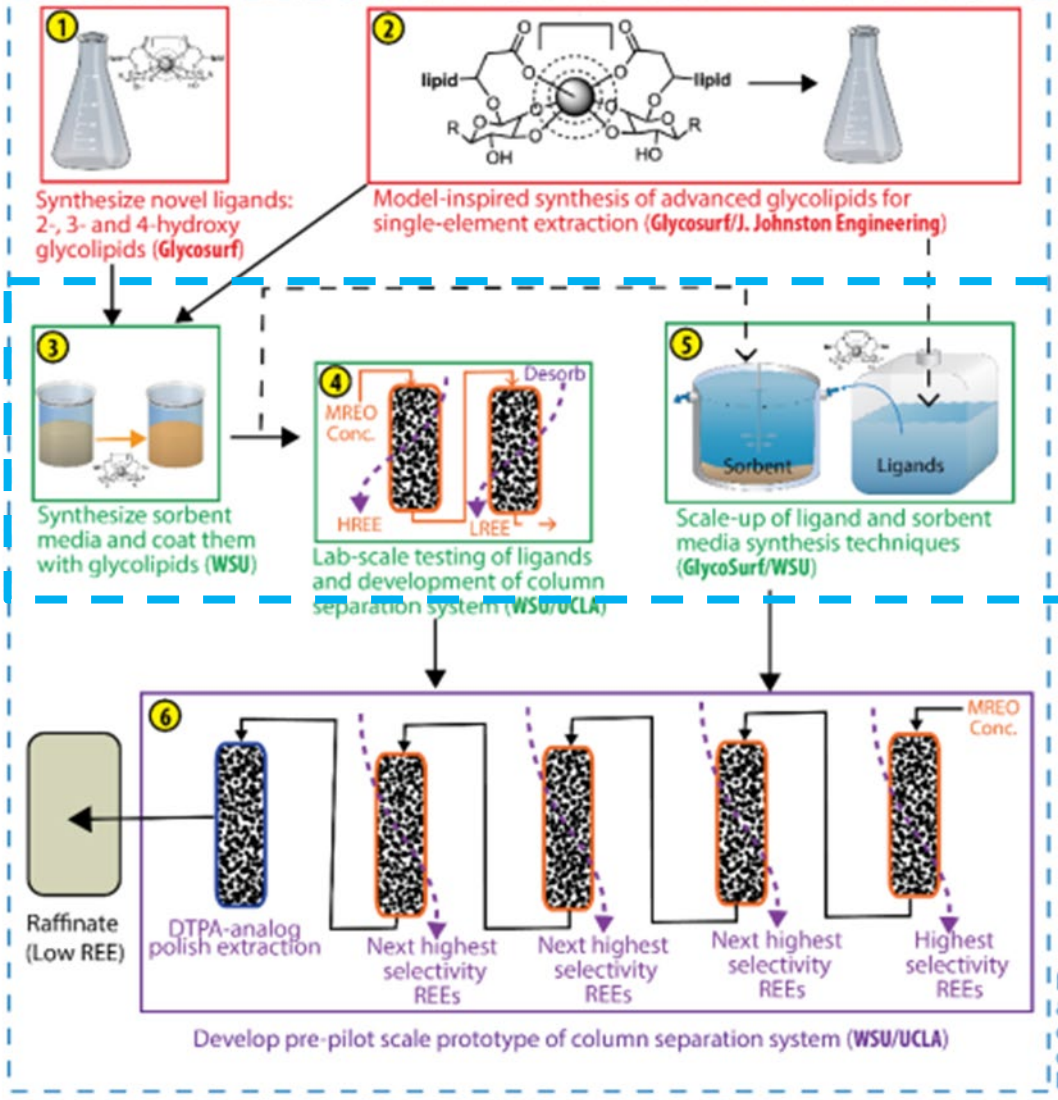 1
2
lipid
O
O
O
O
lipid
O
O
O
O
R
O
O
O
O
R
OH
HO
Synthesize novel ligands:
2-, 3- and 4-hydroxy
glycolipids (Glycosurf)
Model-inspired synthesis of advanced glycolipids for
single-element extraction (Glycosurf/J. Johnston Engineering)
3
Synthesize sorbent
media and coat them
with glycolipids (WSU)
4
Desorb
MREO
Conc.
HREE
LREE
Lab-scale testing of ligands
and development of column
separation system (WSU/UCLA)
5
Sorbent
Ligands
Scale-up of ligand and sorbent
media synthesis techniques
(GlycoSurf/WSU)
6
MREO
Conc.
Raffinate
(Low REE)
DTPA-analog
polish extraction
Next highest
selectivity
REEs
Next highest
selectivity
REEs
Next highest
selectivity
REEs
Highest
selectivity
REEs
Develop pre-pilot scale prototype of column separation system (WSU/UCLA)